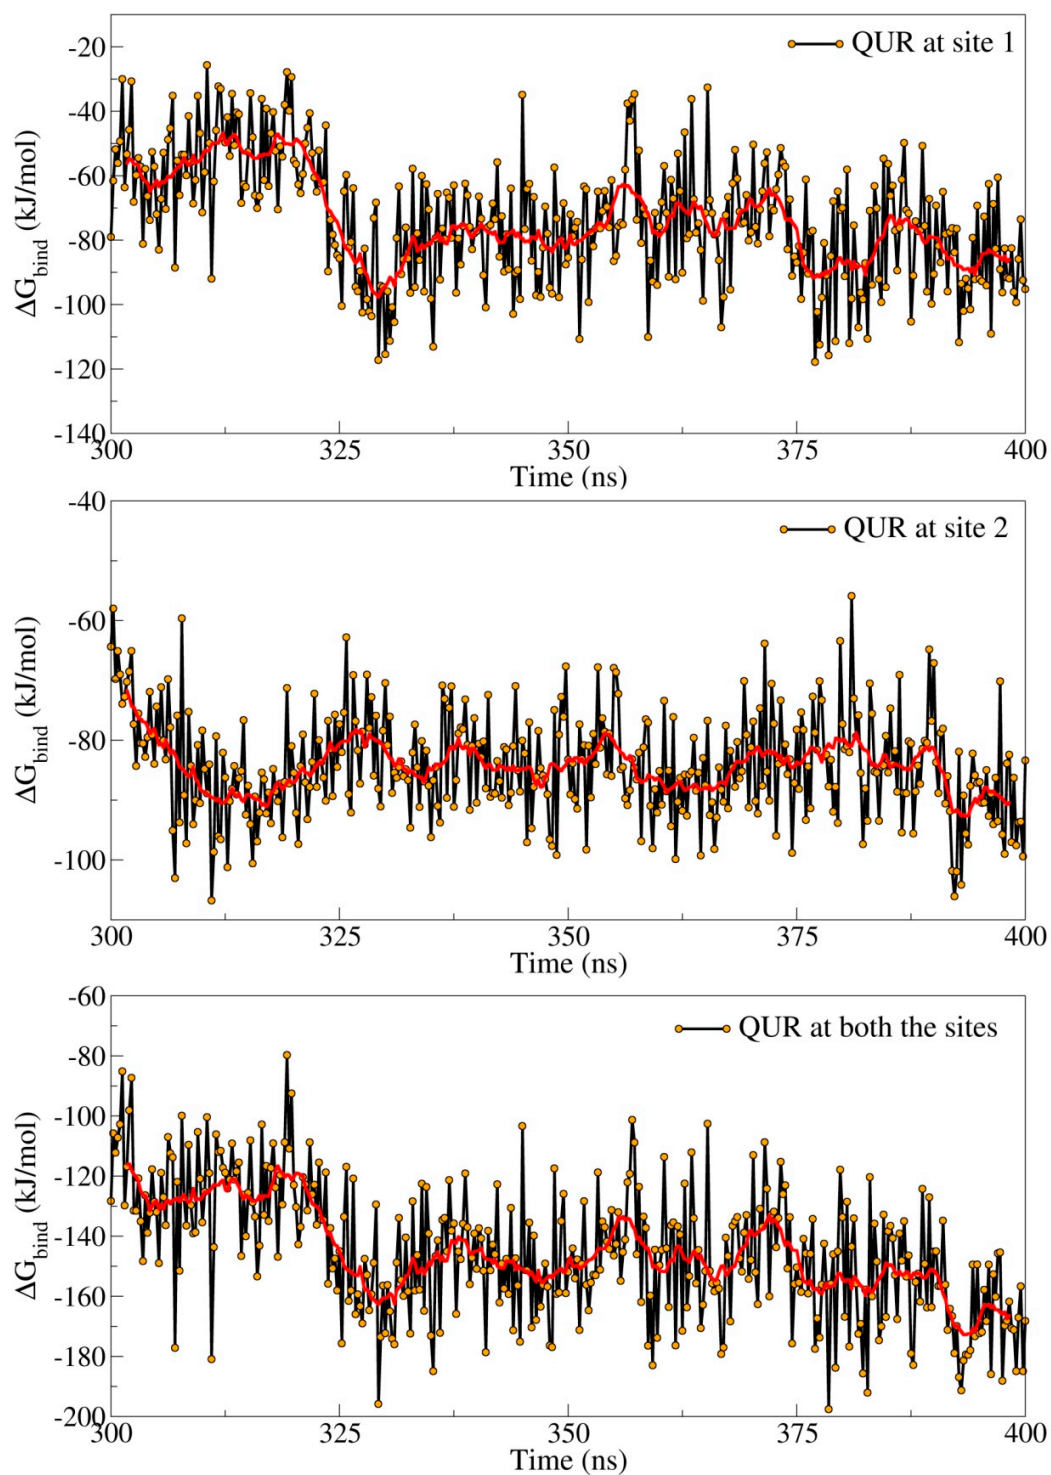 QUR at site 1
-20
-40
-60
-80
-100
-120
-140
ΔG_bind (kJ/mol)
300 325 350 375 400
Time (ns)
QUR at site 2
-40
-60
-80
-100
ΔG_bind (kJ/mol)
300 325 350 375 400
Time (ns)
QUR at both the sites
-60
-80
-100
-120
-140
-160
-180
-200
ΔG_bind (kJ/mol)
300 325 350 375 400
Time (ns)